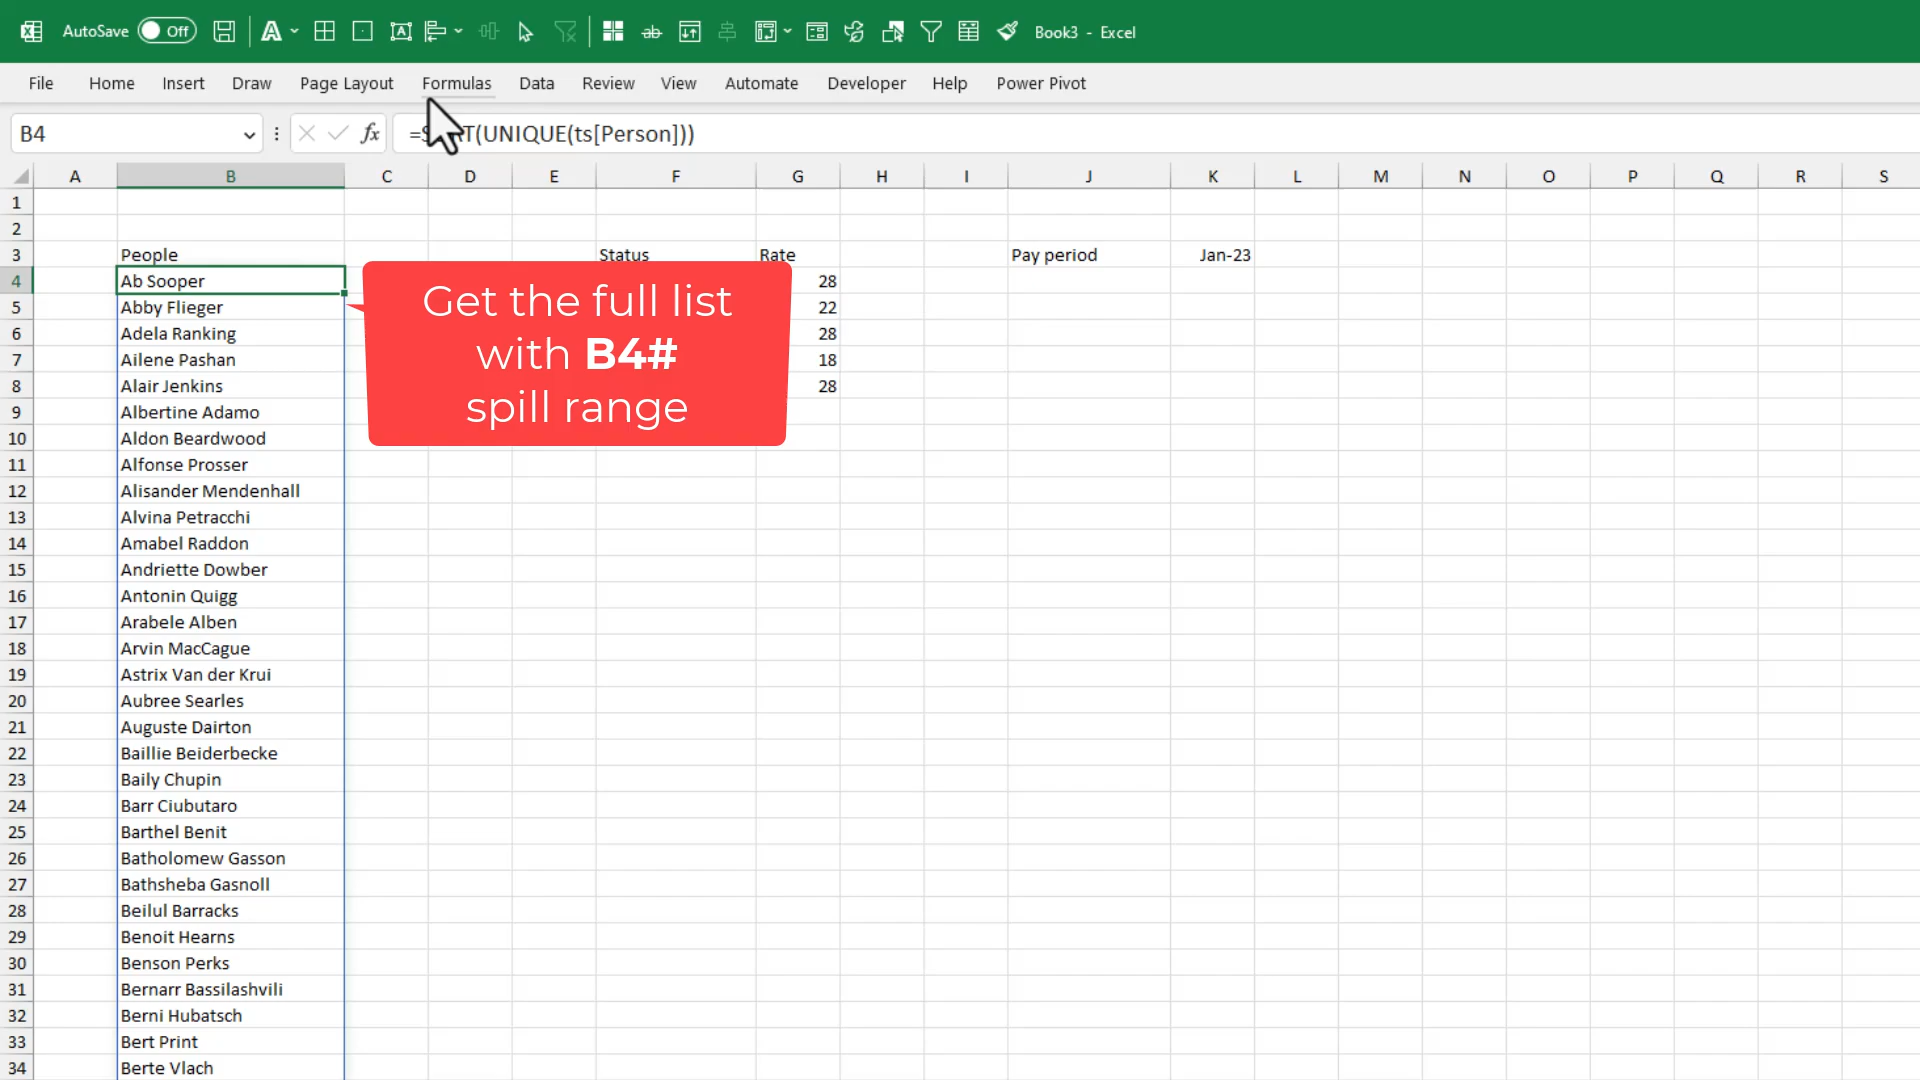 AutoSave Off Book3 - Excel
File Home Insert Draw Page Layout Formulas Data Review View Automate Developer Help Power Pivot
B4 fx (UNIQUE(ts[Person]))
A B C D E F G H I J K L M N O P Q R S
1
2
3 People Status Rate Pay period Jan-23
4 Ab Sooper 28
5 Abby Flieger 22
6 Adela Ranking 28
7 Ailene Pashan 18
8 Alair Jenkins 28
Get the full list
with B4#
spill range
9 Albertine Adamo
10 Aldon Beardwood
11 Alfonse Prosser
12 Alisander Mendenhall
13 Alvina Petracchi
14 Amabel Raddon
15 Andriette Dowber
16 Antonin Quigg
17 Arabele Alben
18 Arvin MacCague
19 Astrix Van der Krui
20 Aubree Searles
21 Auguste Dairton
22 Baillie Beiderbecke
23 Baily Chupin
24 Barr Ciubutaro
25 Barthel Benit
26 Batholomew Gasson
27 Bathsheba Gasnoll
28 Beilul Barracks
29 Benoit Hearns
30 Benson Perks
31 Bernarr Bassilashvili
32 Berni Hubatsch
33 Bert Print
34 Berte Vlach